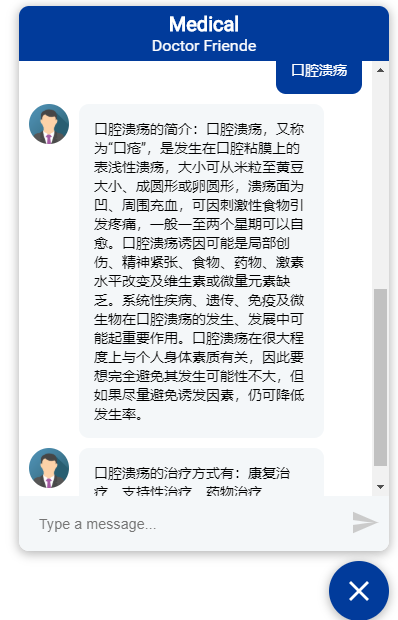 Medical
Doctor Friende
口腔溃疡
口腔溃疡的简介：口腔溃疡，又称
为“口疮”，是发生在口腔粘膜上的
表浅性溃疡，大小可从米粒至黄豆
大小、成圆形或卵圆形，溃疡面为
凹、周围充血，可因刺激性食物引
发疼痛，一般一至两个星期可以自
愈。口腔溃疡诱因可能是局部创
伤、精神紧张、食物、药物、激素
水平改变及维生素或微量元素缺
乏。系统性疾病、遗传、免疫及微
生物在口腔溃疡的发生、发展中可
能起重要作用。口腔溃疡在很大程
度上与个人身体素质有关，因此要
想完全避免其发生可能性不大，但
如果尽量避免诱发因素，仍可降低
发生率。
口腔溃疡的治疗方式有：康复治
疗、支持性治疗、药物治疗
Type a message...